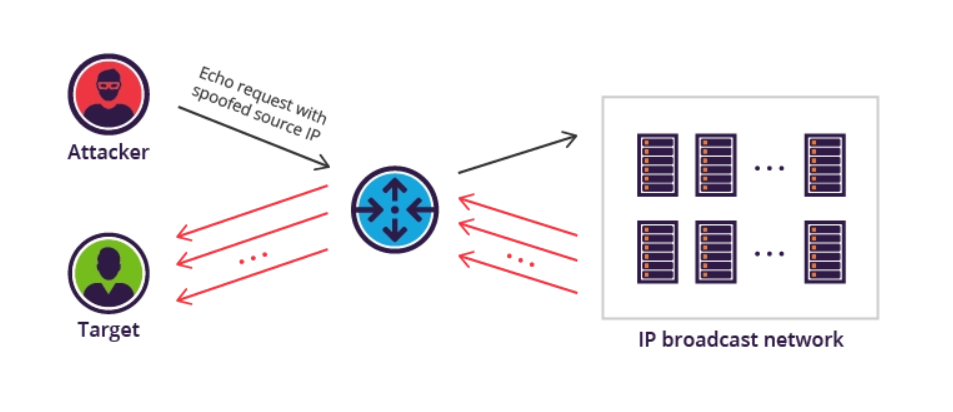 Echo request with
spoofed source IP
Attacker
Target
IP broadcast network